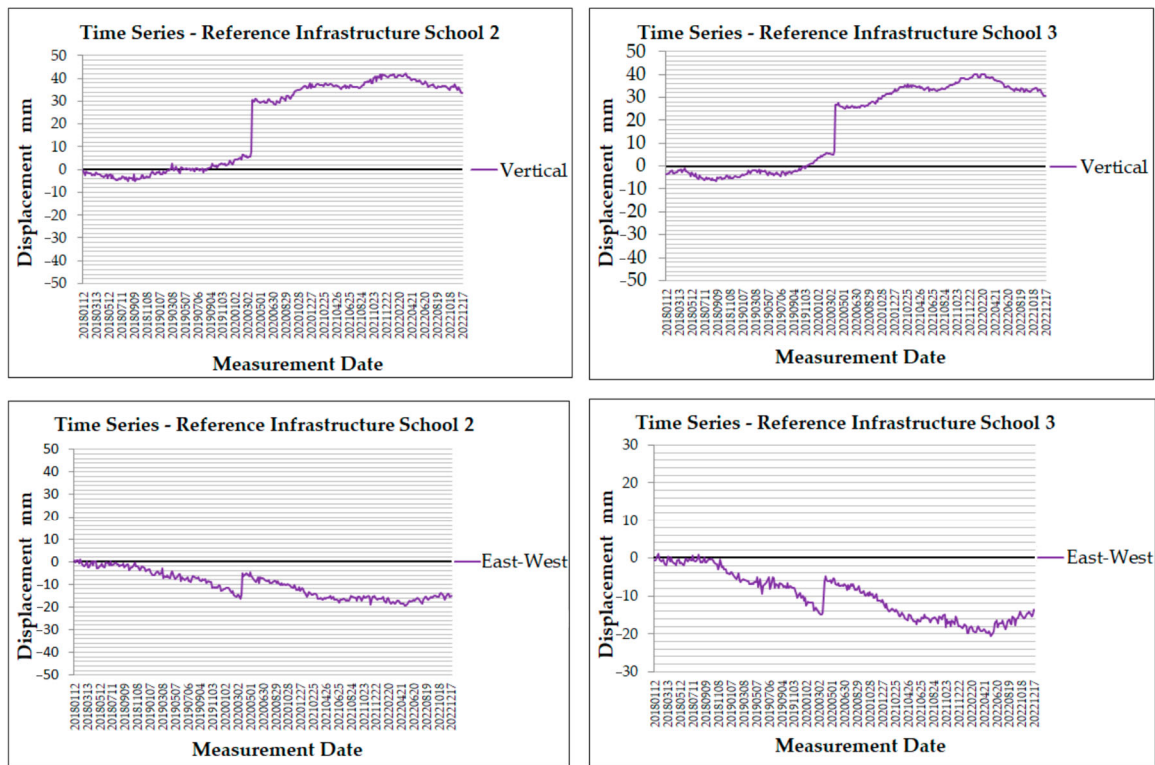 Time Series - Reference Infrastructure School 2
Displacement mm
50
40
30
20
10
0
−10
−20
−30
−40
−50
Vertical
20180112 20180313 20180512 20180711 20180909 20181108 20190107 20190308 20190507 20190706 20190904 20191103 20200102 20200302 20200501 20200630 20200829 20201028 20201227 20210225 20210426 20210625 20210824 20211023 20211222 20220220 20220421 20220620 20220819 20221018 20221217
Measurement Date
Time Series - Reference Infrastructure School 3
Displacement mm
50
40
30
20
10
0
−10
−20
−30
−40
−50
Vertical
20180112 20180313 20180512 20180711 20180909 20181108 20190107 20190308 20190507 20190706 20190904 20191103 20200102 20200302 20200501 20200630 20200829 20201028 20201227 20210225 20210426 20210625 20210824 20211023 20211222 20220220 20220421 20220620 20220819 20221018 20221217
Measurement Date
Time Series - Reference Infrastructure School 2
Displacement mm
50
40
30
20
10
0
−10
−20
−30
−40
−50
East-West
20180112 20180313 20180512 20180711 20180909 20181108 20190107 20190308 20190507 20190706 20190904 20191103 20200102 20200302 20200501 20200630 20200829 20201028 20201227 20210225 20210426 20210625 20210824 20211023 20211222 20220220 20220421 20220620 20220819 20221018 20221217
Measurement Date
Time Series - Reference Infrastructure School 3
Displacement mm
30
20
10
0
−10
−20
−30
East-West
20180112 20180313 20180512 20180711 20180909 20181108 20190107 20190308 20190507 20190706 20190904 20191103 20200102 20200302 20200501 20200630 20200829 20201028 20201227 20210225 20210426 20210625 20210824 20211023 20211222 20220220 20220421 20220620 20220819 20221018 20221217
Measurement Date